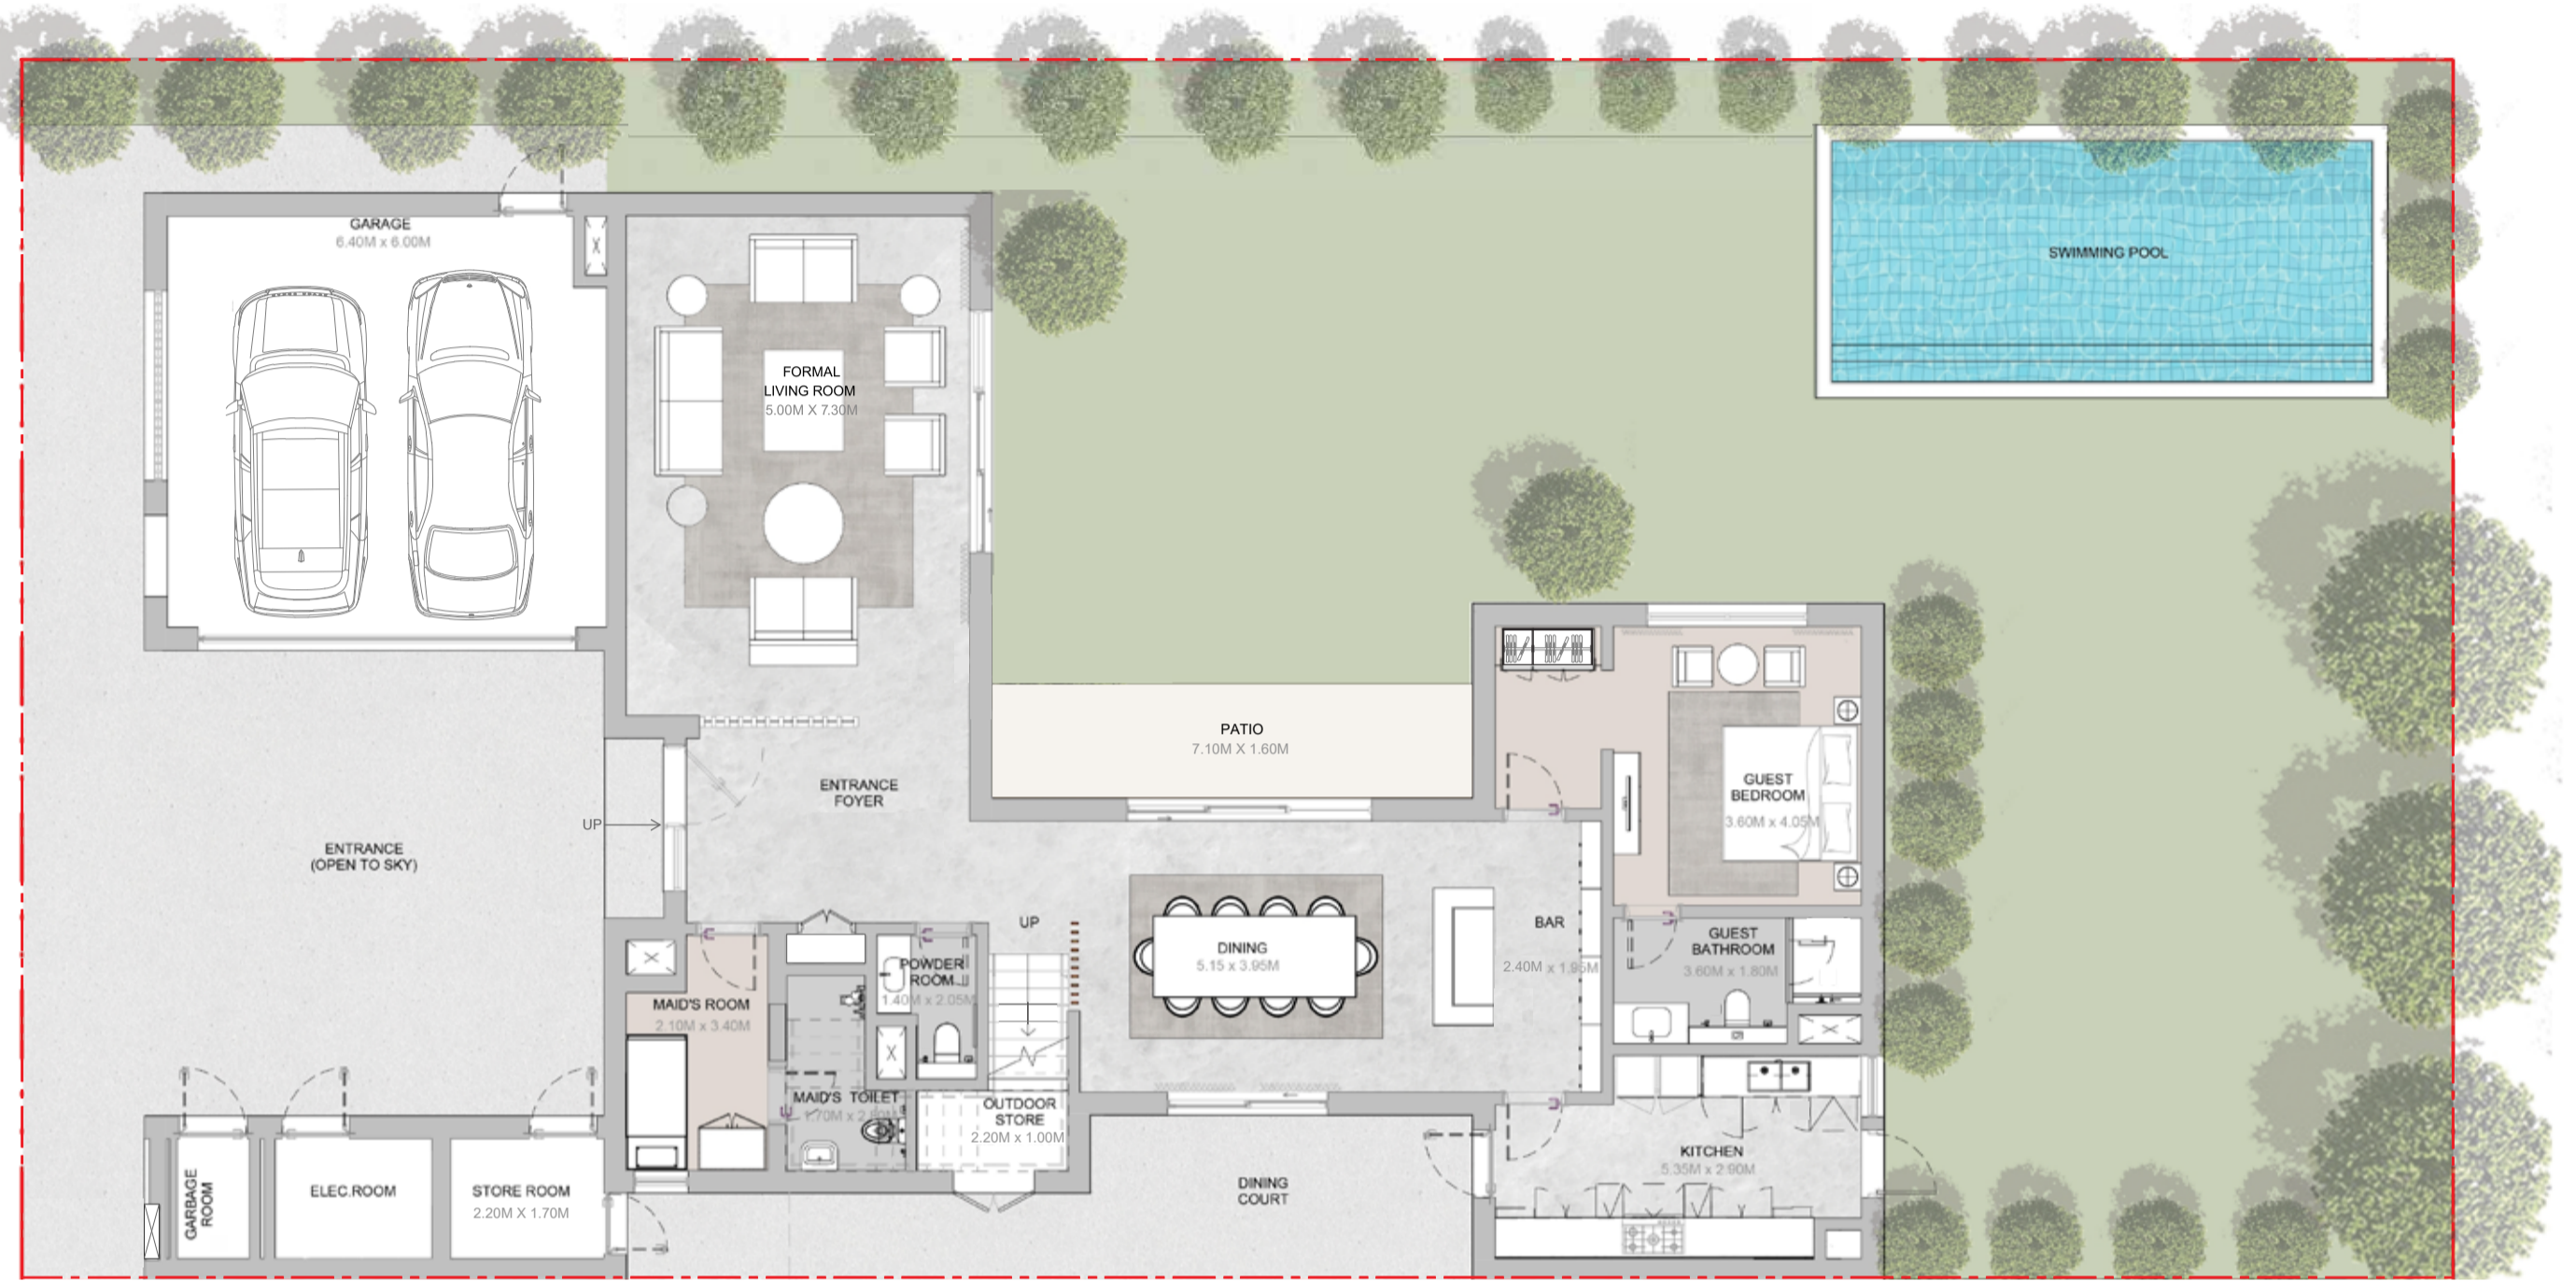 GARAGE
6.40M x 6.00M
SWIMMING POOL
FORMAL
LIVING ROOM
5.00M X 7.30M
PATIO
7.10M X 1.60M
ENTRANCE
FOYER
GUEST
BEDROOM
3.60M x 4.05M
UP
ENTRANCE
(OPEN TO SKY)
UP
BAR
2.40M x 1.95M
DINING
5.15 x 3.95M
GUEST
BATHROOM
3.60M x 1.80M
POWDER
ROOM
1.40M x 2.05M
MAID'S ROOM
2.10M x 3.40M
MAID'S TOILET
OUTDOOR
STORE
2.20M x 1.00M
KITCHEN
5.35M x 2.90M
DINING
COURT
GARBAGE
ROOM
ELEC.ROOM
STORE ROOM
2.20M X 1.70M